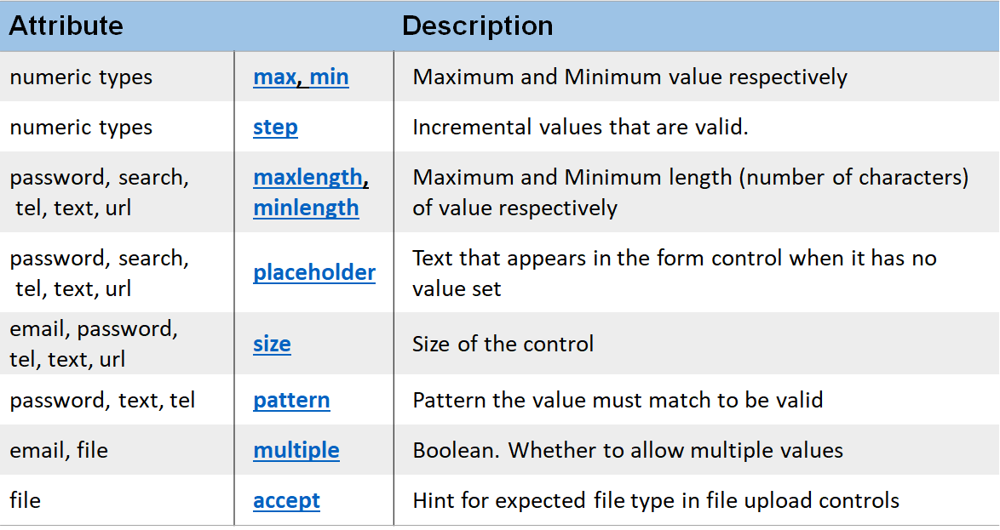 Attribute Description
numeric types max, min Maximum and Minimum value respectively
numeric types step Incremental values that are valid.
password, search, maxlength, Maximum and Minimum length (number of characters)
tel, text, url minlength of value respectively
password, search, Text that appears in the form control when it has no
placeholder
tel, text, url value set
email, password,
size Size of the control
tel, text, url
password, text, tel pattern Pattern the value must match to be valid
email, file multiple Boolean. Whether to allow multiple values
file accept Hint for expected file type in file upload controls